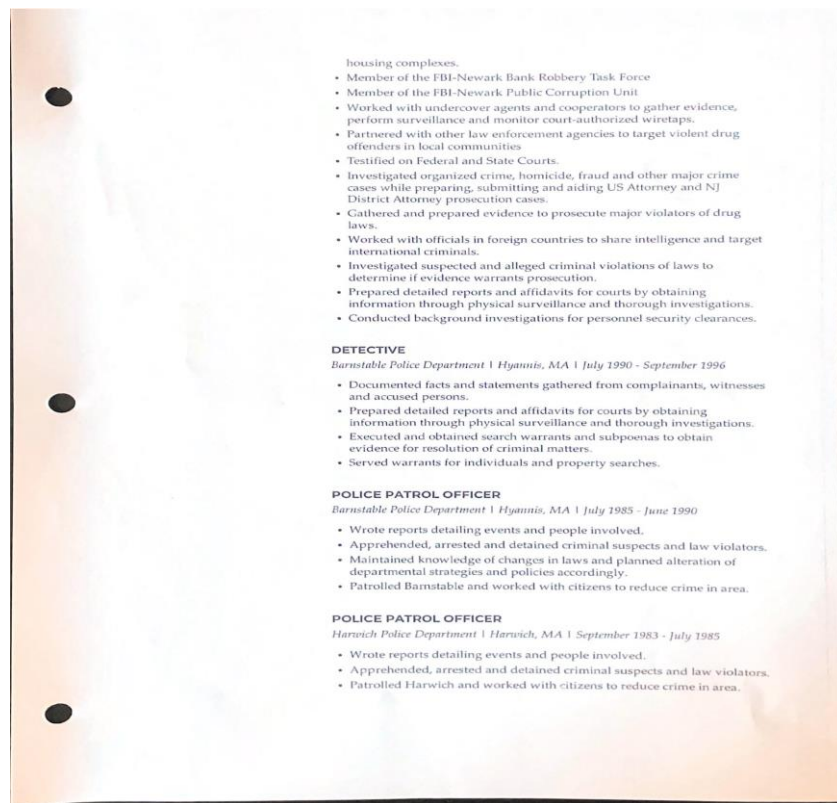 housing complexes.
• Member of the FBI-Newark Bank Robbery Task Force
• Member of the FBI-Newark Public Corruption Unit
• Worked with undercover agents and cooperators to gather evidence,
perform surveillance and monitor court-authorized wiretaps.
• Partnered with other law enforcement agencies to target violent drug
offenders in local communities
• Testified on Federal and State Courts.
• Investigated organized crime, homicide, fraud and other major crime
cases while preparing, submitting and aiding US Attorney and NJ
District Attorney prosecution cases.
• Gathered and prepared evidence to prosecute major violators of drug
laws.
• Worked with officials in foreign countries to share intelligence and target
international criminals.
• Investigated suspected and alleged criminal violations of laws to
determine if evidence warrants prosecution.
• Prepared detailed reports and affidavits for courts by obtaining
information through physical surveillance and thorough investigations.
• Conducted background investigations for personnel security clearances.
DETECTIVE
Barnstable Police Department | Hyannis, MA | July 1990 - September 1996
• Documented facts and statements gathered from complainants, witnesses
and accused persons.
• Prepared detailed reports and affidavits for courts by obtaining
information through physical surveillance and thorough investigations.
• Executed and obtained search warrants and subpoenas to obtain
evidence for resolution of criminal matters.
• Served warrants for individuals and property searches.
POLICE PATROL OFFICER
Barnstable Police Department | Hyannis, MA | July 1985 - June 1990
• Wrote reports detailing events and people involved.
• Apprehended, arrested and detained criminal suspects and law violators.
• Maintained knowledge of changes in laws and planned alteration of
departmental strategies and policies accordingly.
• Patrolled Barnstable and worked with citizens to reduce crime in area.
POLICE PATROL OFFICER
Harwich Police Department | Harwich, MA | September 1983 - July 1985
• Wrote reports detailing events and people involved.
• Apprehended, arrested and detained criminal suspects and law violators.
• Patrolled Harwich and worked with citizens to reduce crime in area.